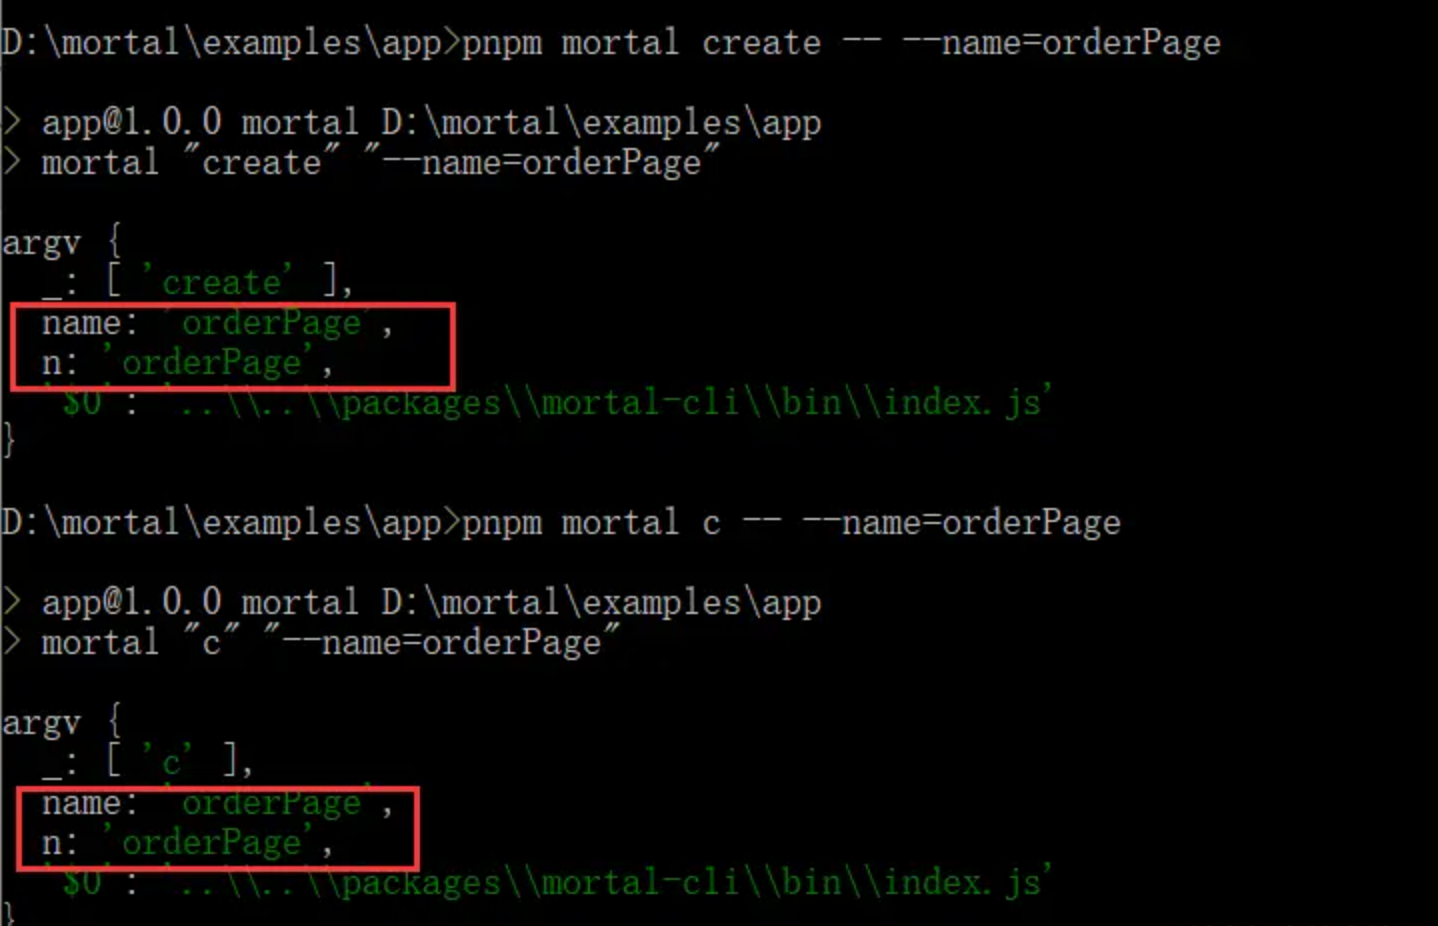 D:\mortal\examples\app>pnpm mortal create -- --name=orderPage
> app@1.0.0 mortal D:\mortal\examples\app
> mortal "create" "--name=orderPage"
argv {
_: [ 'create' ],
name: 'orderPage',
n: 'orderPage',
'$0': '..\\..\\packages\\mortal-cli\\bin\\index.js'
}
D:\mortal\examples\app>pnpm mortal c -- --name=orderPage
> app@1.0.0 mortal D:\mortal\examples\app
> mortal "c" "--name=orderPage"
argv {
_: [ 'c' ],
name: 'orderPage',
n: 'orderPage',
'$0': '..\\..\\packages\\mortal-cli\\bin\\index.js'
}